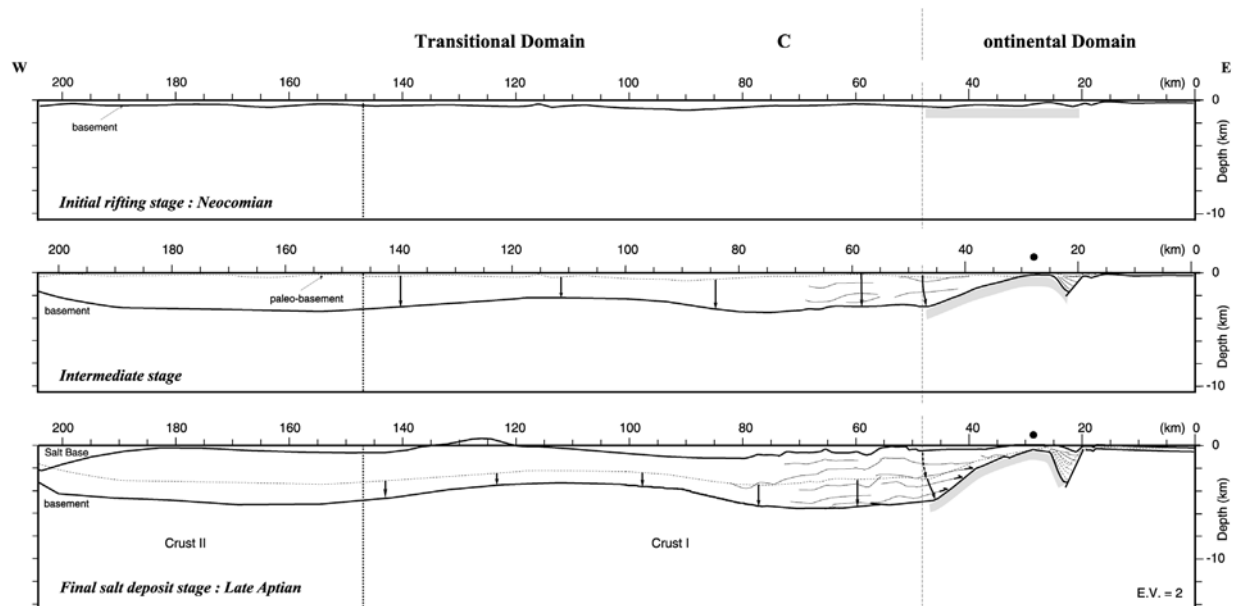 Transitional Domain C ontinental Domain
W E
200 180 160 140 120 100 80 60 40 20 (km) 0
0
basement
Depth (km)
Initial rifting stage : Neocomian
-10
200 180 160 140 120 100 80 60 40 20 (km) 0
0
paleo-basement
basement
Depth (km)
Intermediate stage
-10
200 180 160 140 120 100 80 60 40 20 (km) 0
Salt Base
0
basement
Depth (km)
Crust II Crust I
-10
Final salt deposit stage : Late Aptian
E.V. = 2